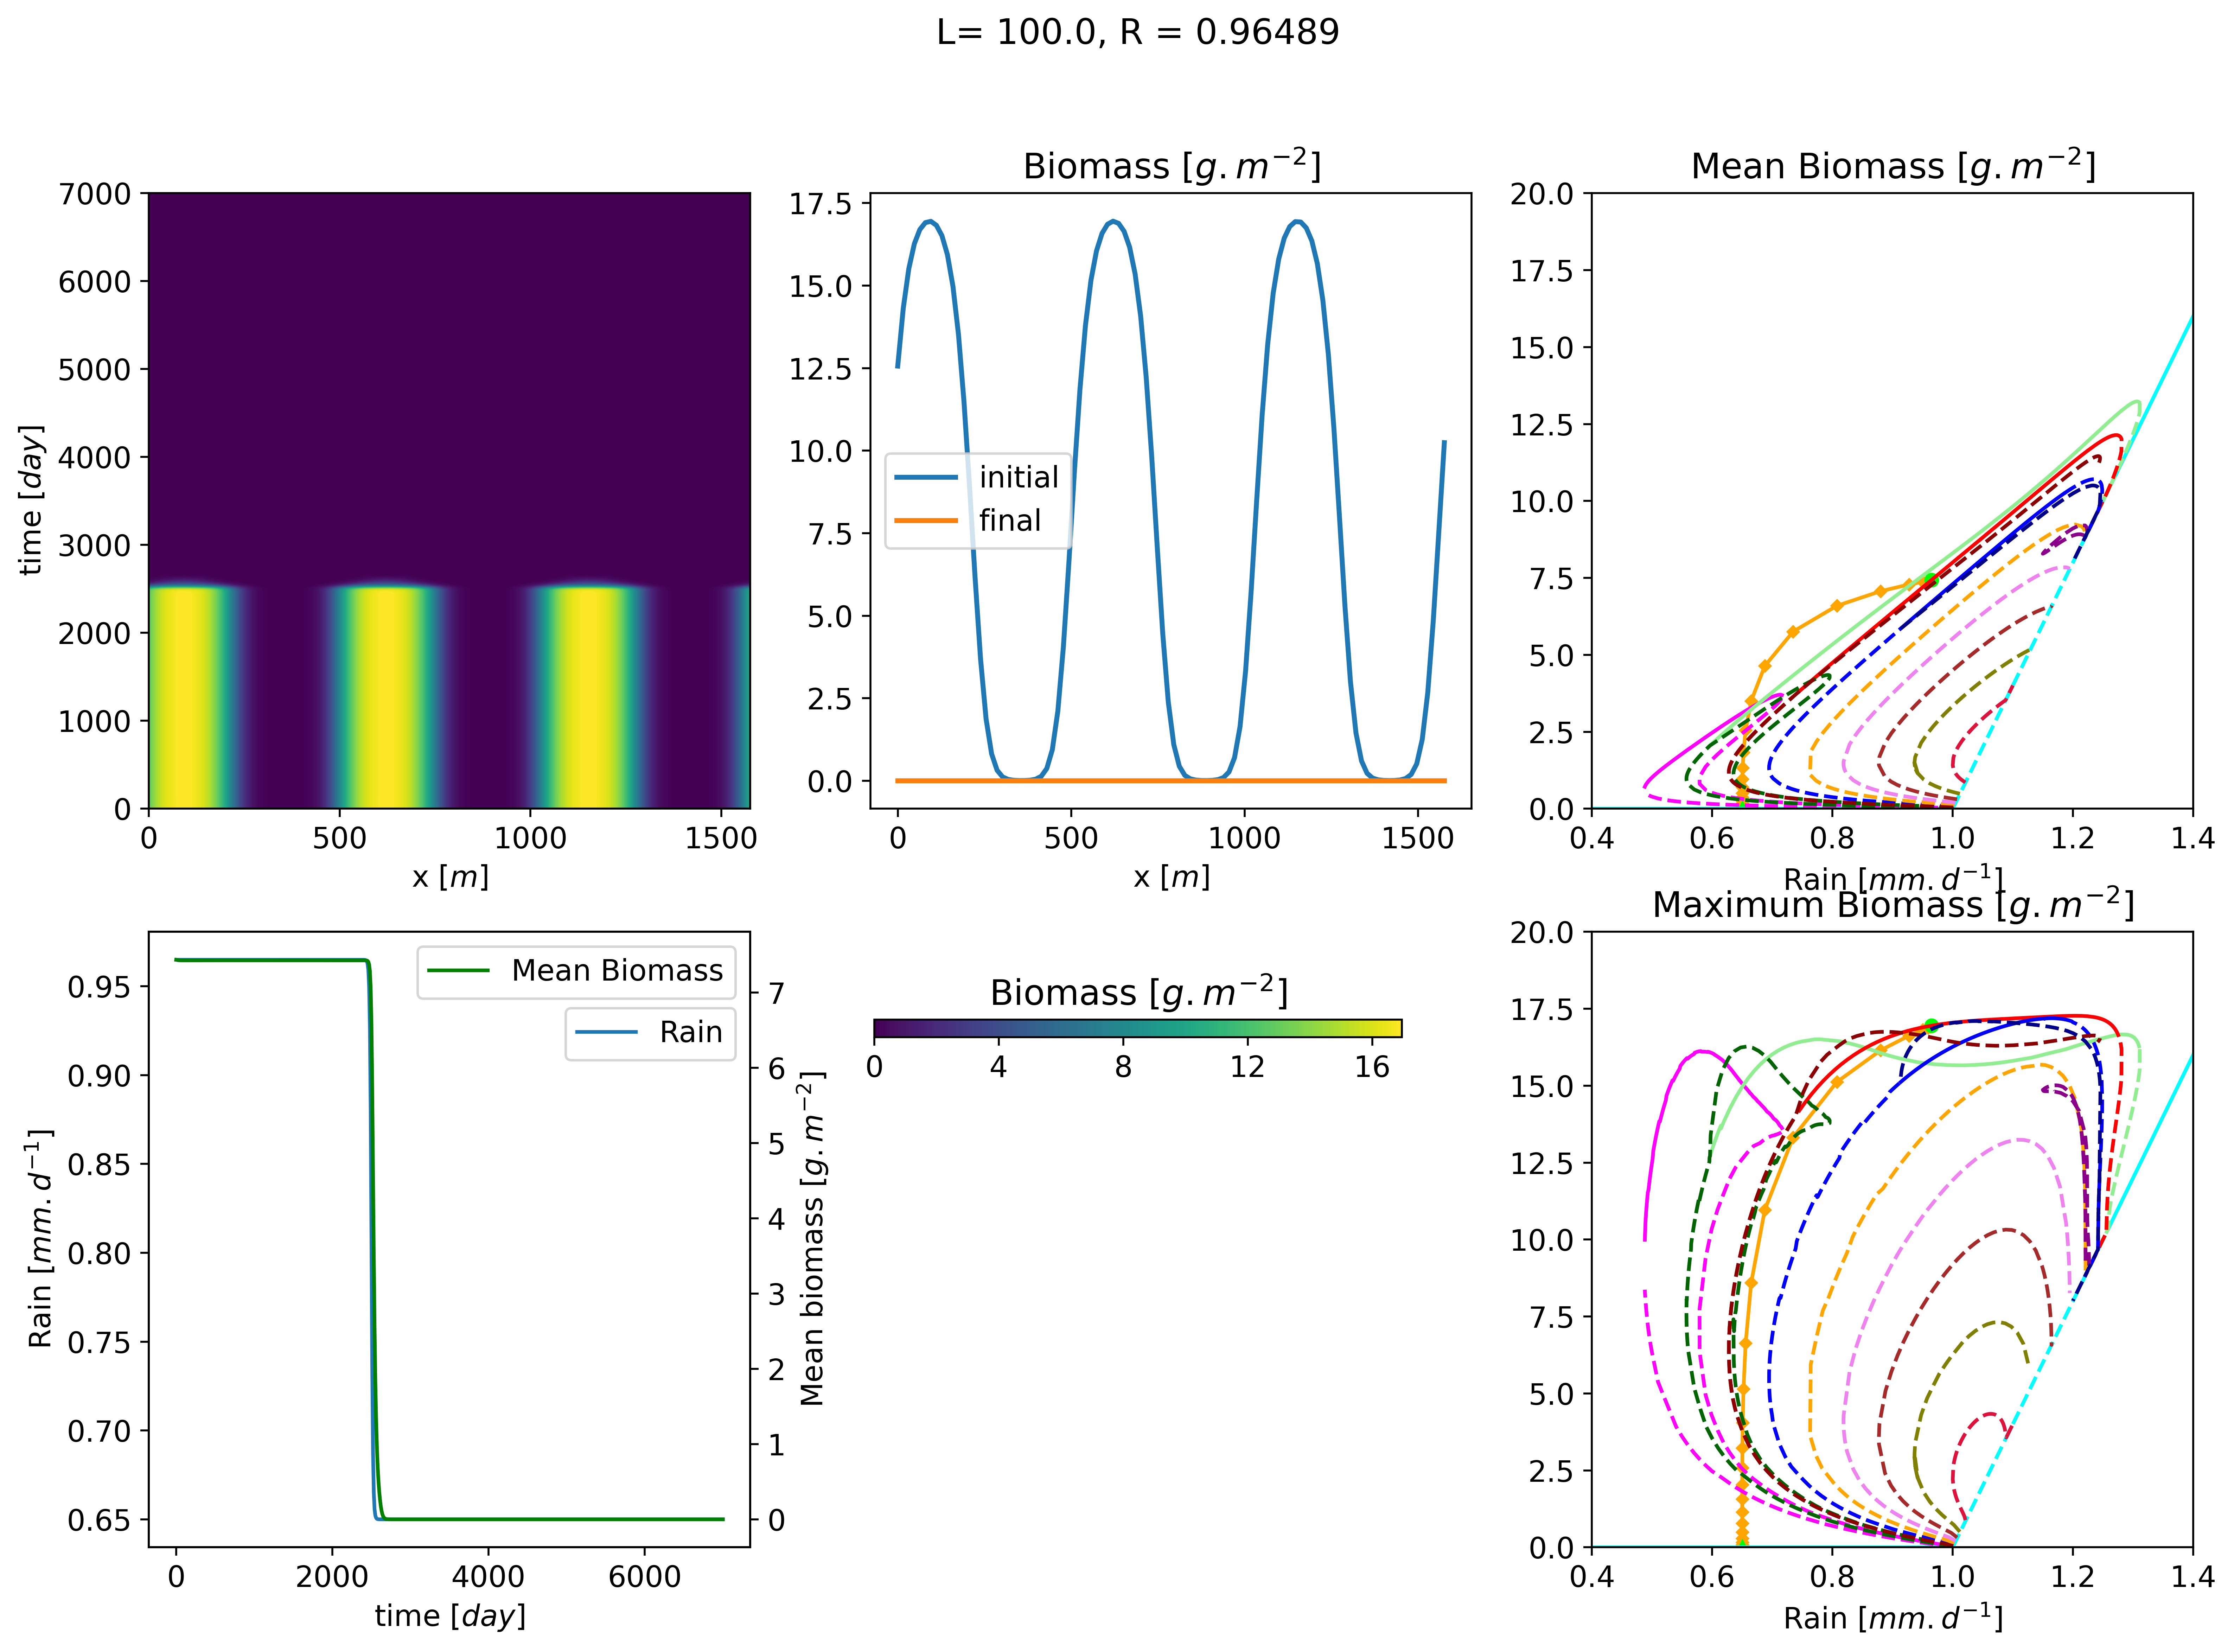 L= 100.0, R = 0.96489
7000
6000
5000
4000
3000
2000
1000
0
time [day]
0 500 1000 1500
x [m]
Biomass [g.m⁻²]
17.5
15.0
12.5
10.0
7.5
5.0
2.5
0.0
initial
final
0 500 1000 1500
x [m]
Mean Biomass [g.m⁻²]
20.0
17.5
15.0
12.5
10.0
7.5
5.0
2.5
0.0
0.4 0.6 0.8 1.0 1.2 1.4
Rain [mm.d⁻¹]
0.95
0.90
0.85
0.80
0.75
0.70
0.65
Rain [mm.d⁻¹]
Mean Biomass
Rain
7
6
5
4
3
2
1
0
Mean biomass [g.m⁻²]
0 2000 4000 6000
time [day]
Biomass [g.m⁻²]
0 4 8 12 16
Maximum Biomass [g.m⁻²]
20.0
17.5
15.0
12.5
10.0
7.5
5.0
2.5
0.0
0.4 0.6 0.8 1.0 1.2 1.4
Rain [mm.d⁻¹]